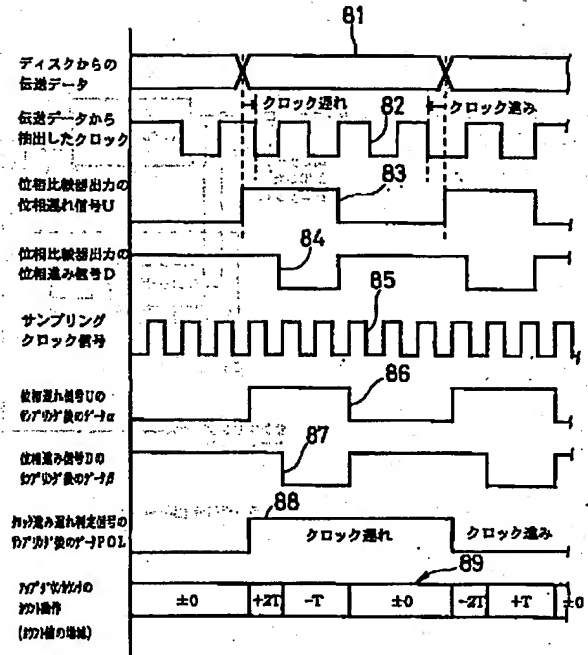 81
ディスクからの
伝送データ
クロック遅れ
クロック進み
伝送データから
抽出したクロック
82
位相比較器出力の
位相遅れ信号U
83
位相比較器出力の
位相進み信号D
84
サンプリング
クロック信号
85
位相遅れ信号Uの
サンプリング後のデータα
86
位相進み信号Dの
サンプリング後のデータβ
87
クロック進み遅れ判定信号の
サンプリング後のデータPOL
88
クロック遅れ
クロック進み
アップダウンカウンタの
カウント動作
(カウント値の増減)
89
±0 +2T -T ±0 -2T +T ±0